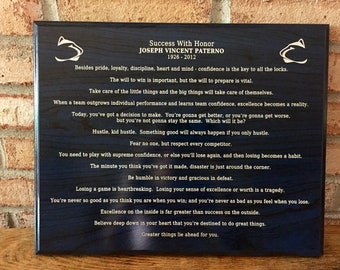 Success With Honor
JOSEPH VINCENT PATERNO
1926 - 2012
Besides pride, loyalty, discipline, heart and mind - confidence is the key to all the locks.
The will to win is important, but the will to prepare is vital.
Take care of the little things and the big things will take care of themselves.
When a team outgrows individual performance and learns team confidence, excellence becomes a reality.
Today, you've got a decision to make. You're gonna get better, or you're gonna get worse,
but you're not gonna stay the same. Which will it be?
Hustle, kid hustle. Something good will always happen if you only hustle.
Fear no one, but respect every competitor.
You need to play with supreme confidence, or else you'll lose again, and then losing becomes a habit.
The minute you think you've got it made, disaster is just around the corner.
Be humble in victory and gracious in defeat.
Losing a game is heartbreaking. Losing your sense of excellence or worth is a tragedy.
You're never so good as you think you are when you win; and you're never as bad as you feel when you lose.
Excellence on the inside is far greater than success on the outside.
Believe deep down in your heart that you're destined to do great things.
Greater things be ahead for you.